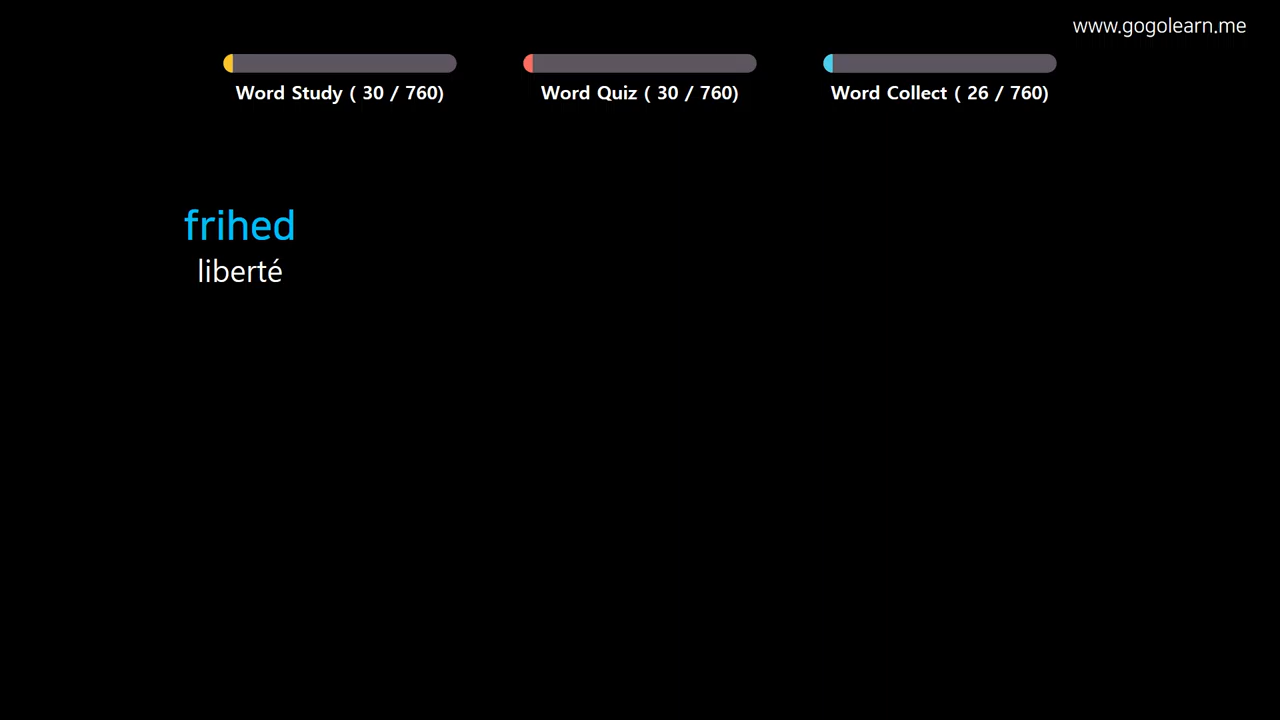 www.gogolearn.me
Word Study ( 30 / 760)
Word Quiz ( 30 / 760)
Word Collect ( 26 / 760)
frihed
liberté